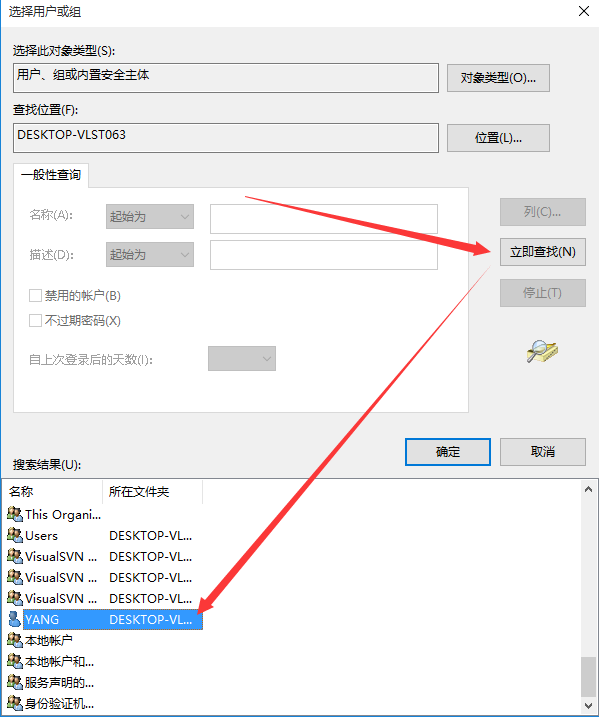 选择用户或组
选择此对象类型(S):
用户、组或内置安全主体
对象类型(O)...
查找位置(F):
DESKTOP-VLST063
位置(L)...
一般性查询
名称(A):
起始为
描述(D):
起始为
禁用的帐户(B)
不过期密码(X)
自上次登录后的天数(I):
列(C)...
立即查找(N)
停止(T)
确定
取消
搜索结果(U):
名称 所在文件夹
This Organi...
Users DESKTOP-VL...
VisualSVN ... DESKTOP-VL...
VisualSVN ... DESKTOP-VL...
VisualSVN ... DESKTOP-VL...
YANG DESKTOP-VL...
本地帐户
本地帐户和...
服务声明的...
身份验证机...